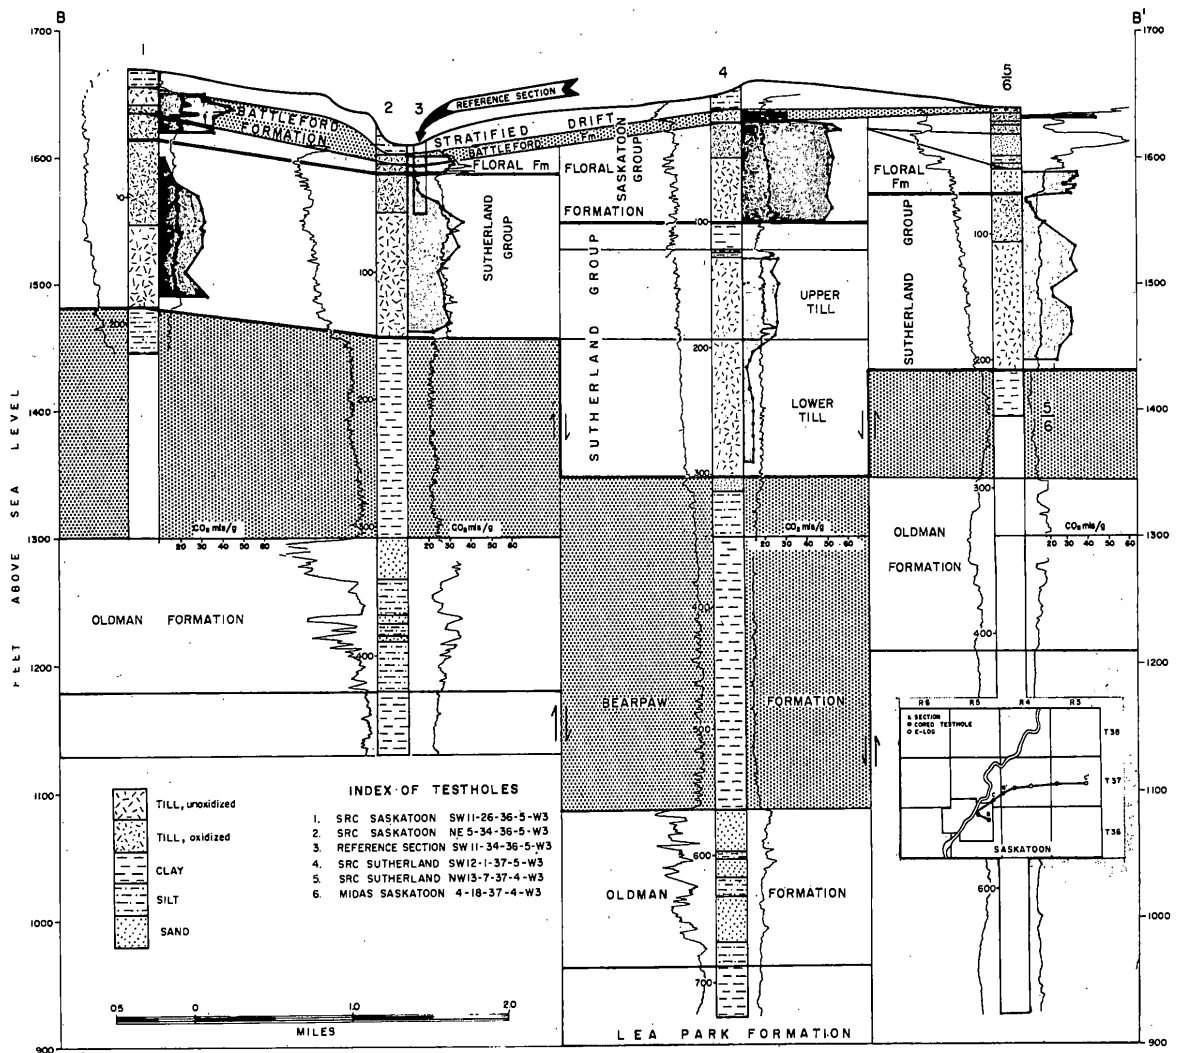 B
B'
1700
1600
1500
1400
1300
1200
1100
1000
900
1700
1600
1500
1400
1300
1200
1100
1000
900
FEET ABOVE SEA LEVEL
1
2
3
4
5
6
REFERENCE SECTION
BATTLEFORD
FORMATION
STRATIFIED DRIFT
BATTLEFORD
Fm
FLORAL Fm
SUTHERLAND
GROUP
FLORAL
FORMATION
SASKATOON
GROUP
SUTHERLAND GROUP
UPPER
TILL
LOWER
TILL
FLORAL
Fm
SUTHERLAND GROUP
5
6
100
200
100
200
300
400
100
200
300
400
500
600
700
100
200
300
400
600
CO₂ mls/g
20 30 40 50 60
CO₂ mls/g
20 30 40 50 60
CO₂ mls/g
20 30 40 50 60
CO₂ mls/g
20 30 40 50 60
OLDMAN FORMATION
BEARPAW FORMATION
OLDMAN FORMATION
OLDMAN
FORMATION
LEA PARK FORMATION
TILL, unoxidized
TILL, oxidized
CLAY
SILT
SAND
INDEX OF TESTHOLES
1. SRC SASKATOON SW11-26-36-5-W3
2. SRC SASKATOON NE5-34-36-5-W3
3. REFERENCE SECTION SW11-34-36-5-W3
4. SRC SUTHERLAND SW12-1-37-5-W3
5. SRC SUTHERLAND NW13-7-37-4-W3
6. MIDAS SASKATOON 4-18-37-4-W3
0.5 0 1.0 2.0
MILES
R6 R5 R4 R3
SECTION
CORED TESTHOLE
E-LOG
T38
T37
T36
SASKATOON